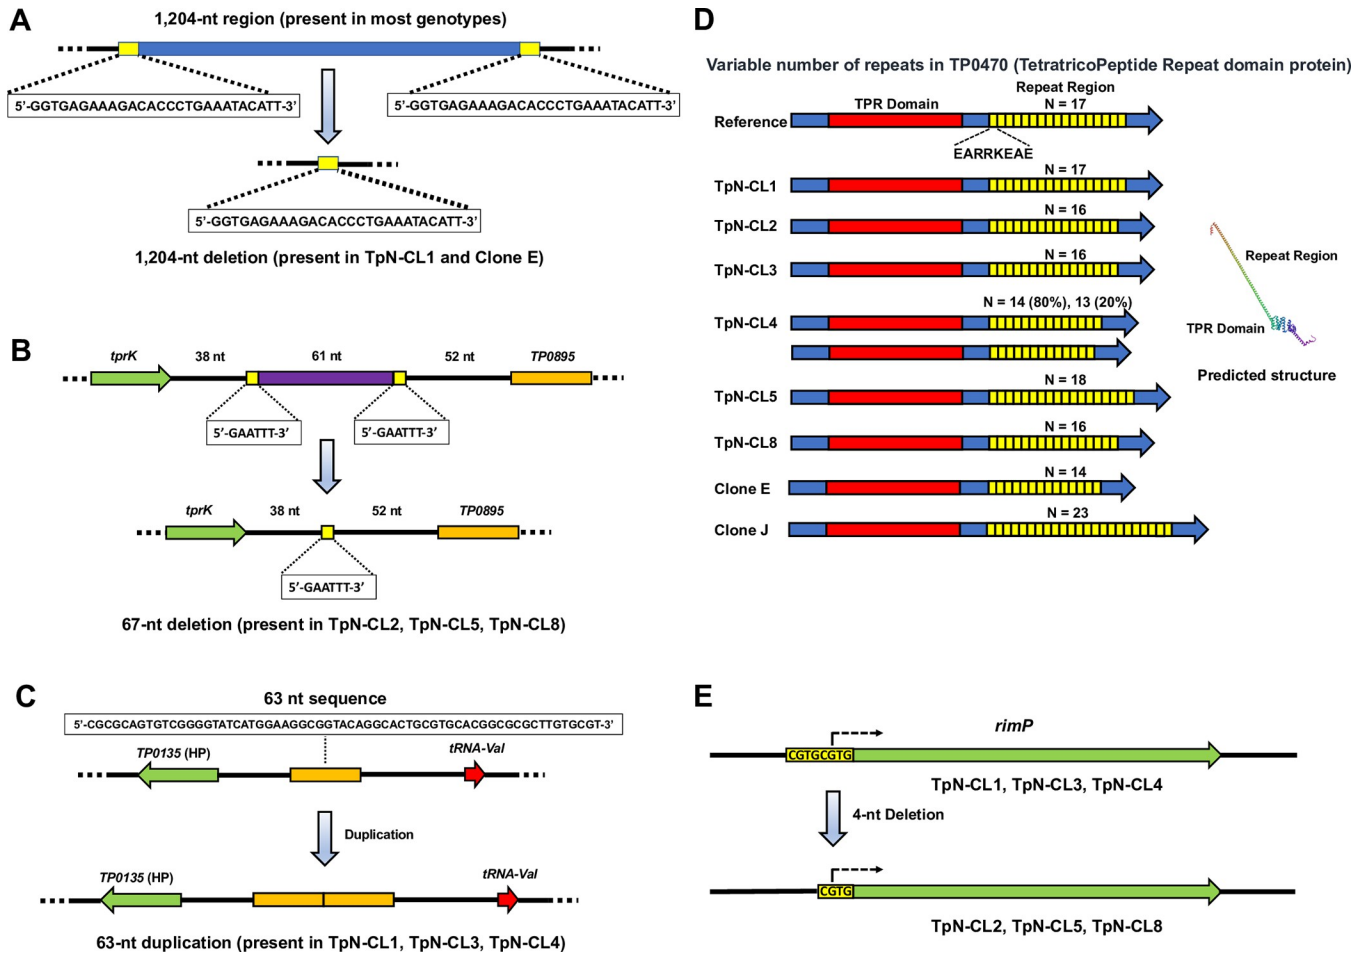 A
1,204-nt region (present in most genotypes)
5'-GGTGAGAAAGACACCCTGAAATACATT-3'
5'-GGTGAGAAAGACACCCTGAAATACATT-3'
5'-GGTGAGAAAGACACCCTGAAATACATT-3'
1,204-nt deletion (present in TpN-CL1 and Clone E)
B
tprK 38 nt 61 nt 52 nt TP0895
5'-GAATTT-3'
5'-GAATTT-3'
tprK 38 nt 52 nt TP0895
5'-GAATTT-3'
67-nt deletion (present in TpN-CL2, TpN-CL5, TpN-CL8)
C
63 nt sequence
5'-CGCGCAGTGTCGGGGTATCATGGAAGGCGGTACAGGCACTGCGTGCACGGCGCGCTTGTGCGT-3'
TP0135 (HP) tRNA-Val
Duplication
TP0135 (HP) tRNA-Val
63-nt duplication (present in TpN-CL1, TpN-CL3, TpN-CL4)
D
Variable number of repeats in TP0470 (TetratricoPeptide Repeat domain protein)
Repeat Region
TPR Domain N = 17
Reference
EARRKEAE
N = 17
TpN-CL1
N = 16
TpN-CL2
N = 16
TpN-CL3
N = 14 (80%), 13 (20%)
TpN-CL4
N = 18
TpN-CL5
N = 16
TpN-CL8
N = 14
Clone E
N = 23
Clone J
Repeat Region
TPR Domain
Predicted structure
E
rimP
CGTGCGTG
TpN-CL1, TpN-CL3, TpN-CL4
4-nt Deletion
CGTG
TpN-CL2, TpN-CL5, TpN-CL8